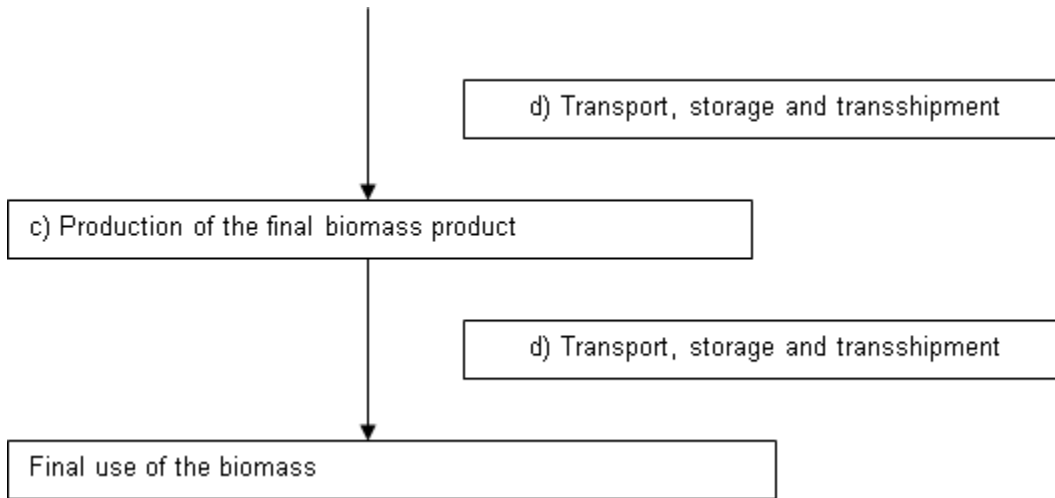 d) Transport, storage and transshipment
c) Production of the final biomass product
d) Transport, storage and transshipment
Final use of the biomass